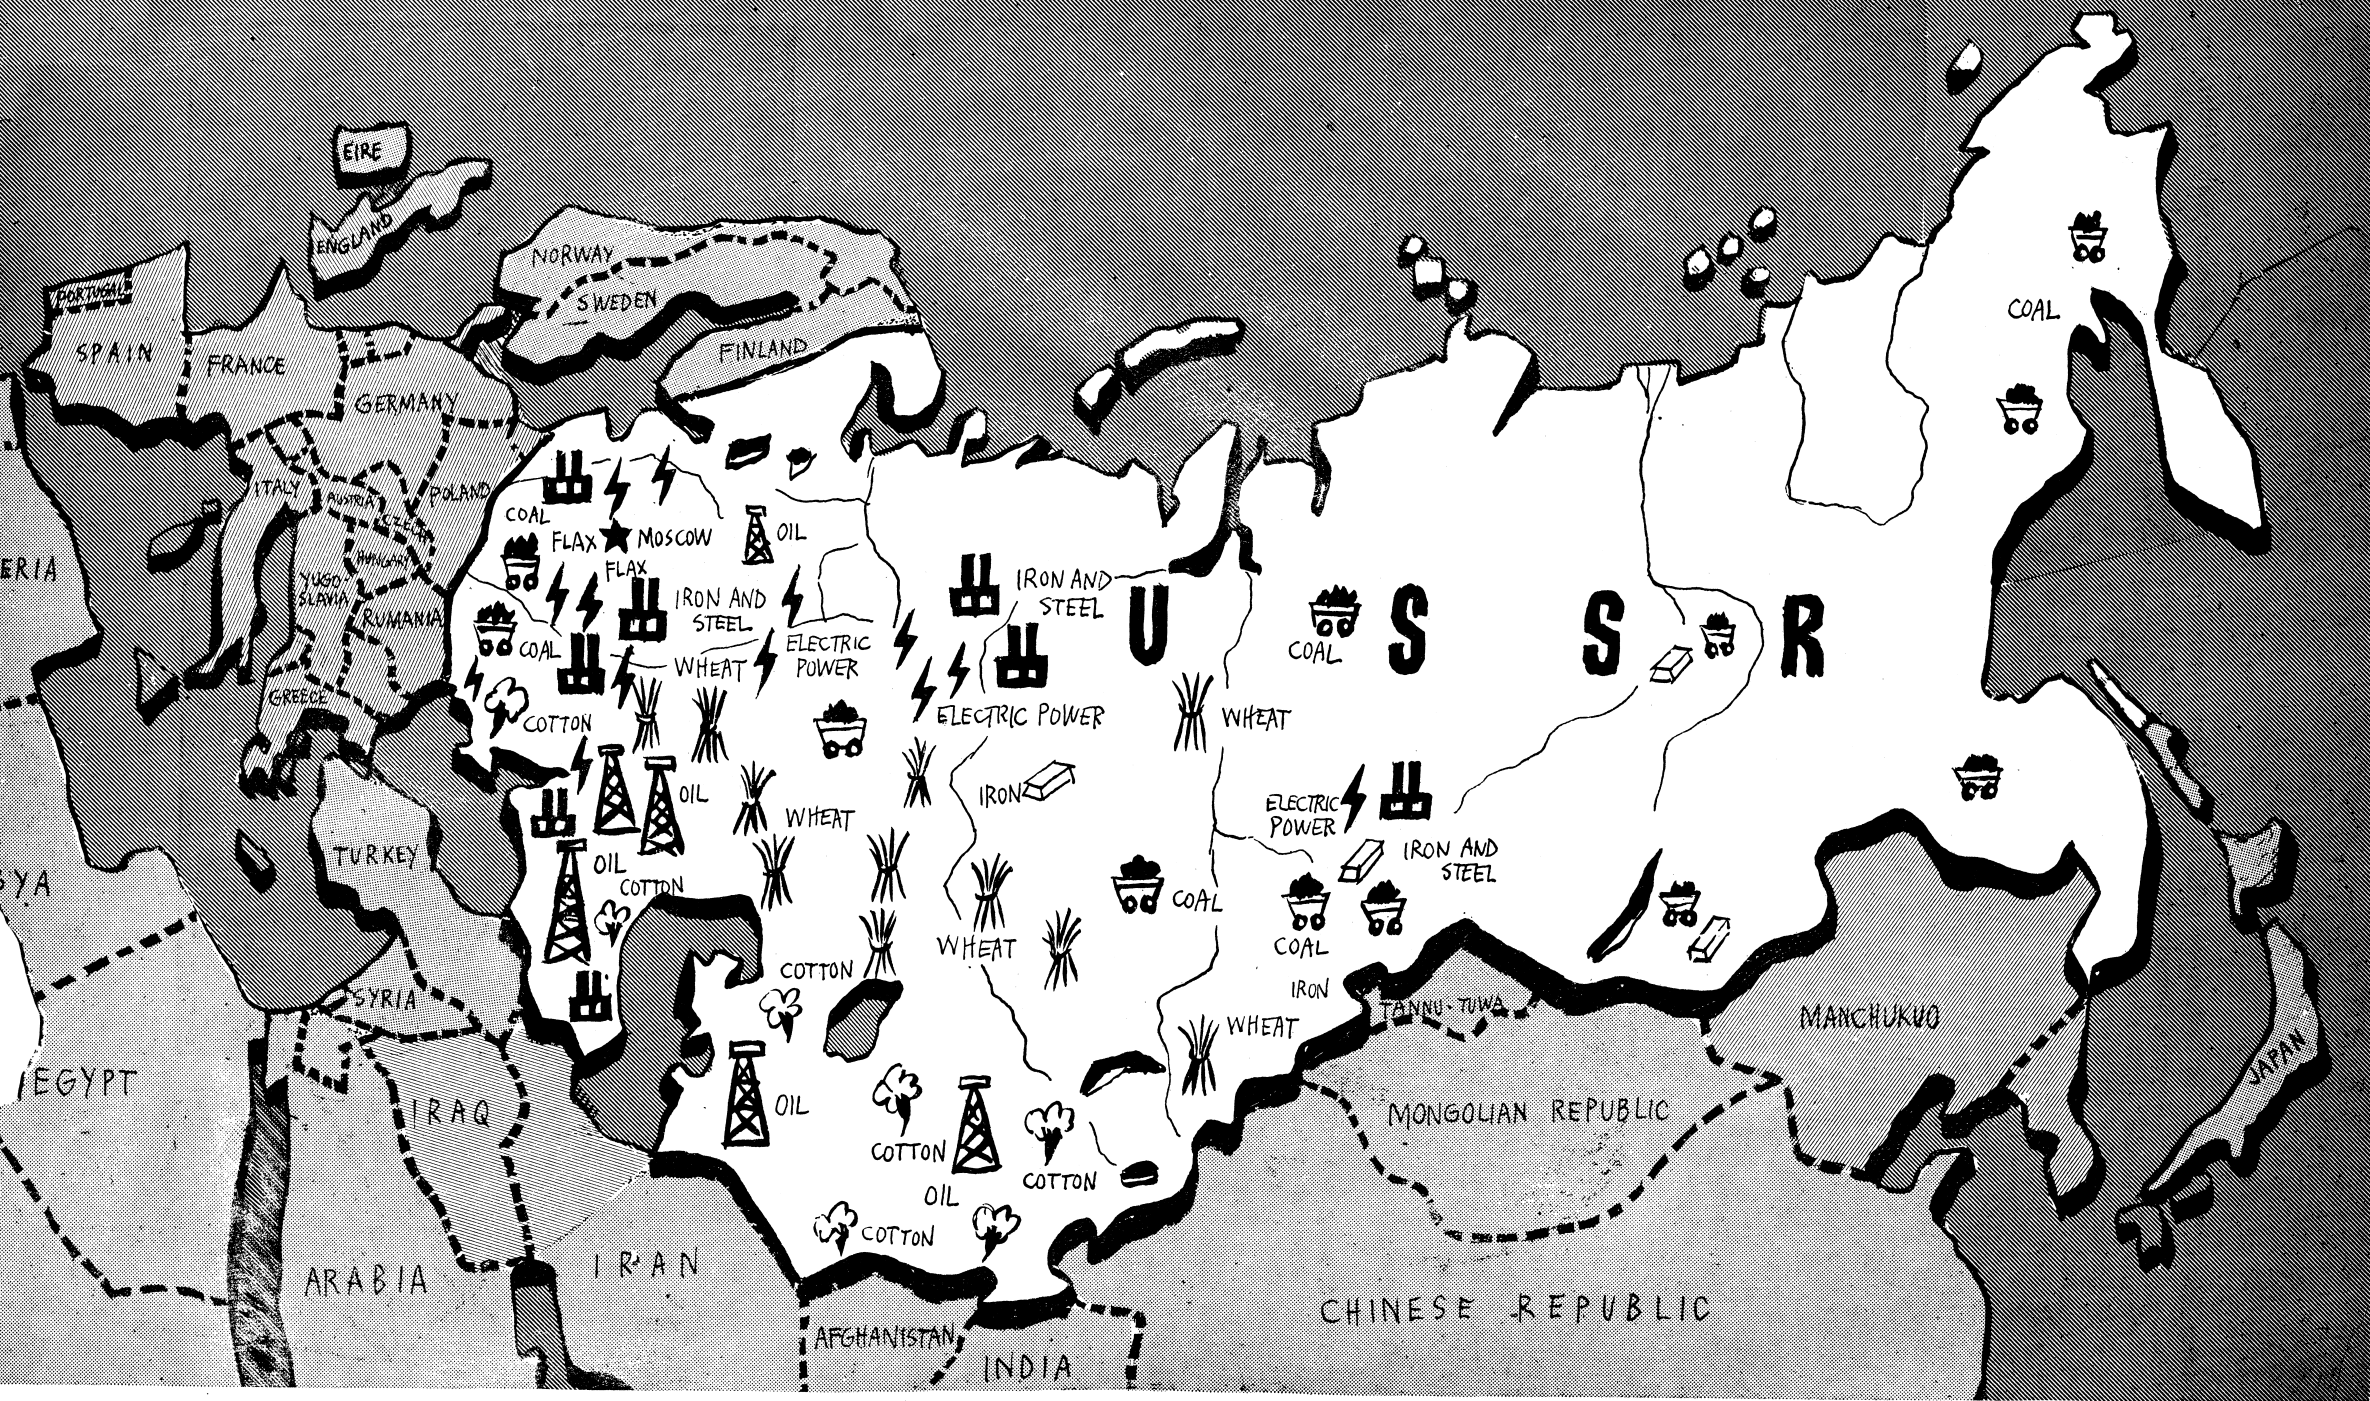 EIRE
ENGLAND
NORWAY
SWEDEN
FINLAND
PORTUGAL
SPAIN
FRANCE
GERMANY
ITALY
AUSTRIA
POLAND
HUNGARY
YUGO-
SLAVIA
RUMANIA
GREECE
TURKEY
SYRIA
EGYPT
IRAQ
ARABIA
IRAN
AFGHANISTAN
INDIA
CHINESE REPUBLIC
MONGOLIAN REPUBLIC
TANNU-TUWA
MANCHUKUO
JAPAN
ERIA
YA
COAL
FLAX
MOSCOW
FLAX
OIL
IRON AND
STEEL
COAL
WHEAT
ELECTRIC
POWER
COTTON
OIL
WHEAT
OIL
COTTON
COTTON
OIL
COTTON
OIL
COTTON
COTTON
IRON AND
STEEL
ELECTRIC POWER
IRON
WHEAT
COAL
WHEAT
WHEAT
U S S R
COAL
ELECTRIC
POWER
IRON AND
STEEL
COAL
IRON
COAL